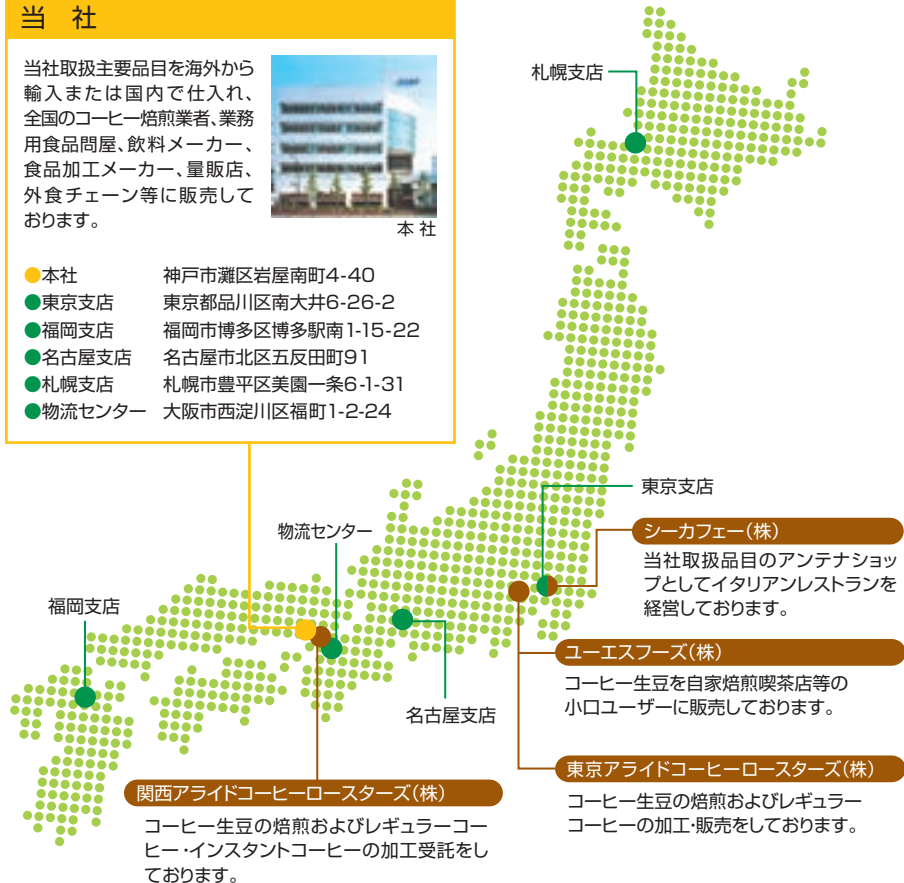 当 社
当社取扱主要品目を海外から
輸入または国内で仕入れ、
全国のコーヒー焙煎業者、業務
用食品問屋、飲料メーカー、
食品加工メーカー、量販店、
外食チェーン等に販売して
おります。
本 社
●本社 神戸市灘区岩屋南町4-40
●東京支店 東京都品川区南大井6-26-2
●福岡支店 福岡市博多区博多駅南1-15-22
●名古屋支店 名古屋市北区五反田町91
●札幌支店 札幌市豊平区美園一条6-1-31
●物流センター 大阪市西淀川区福町1-2-24
札幌支店
東京支店
シーカフェー(株)
当社取扱品目のアンテナショッ
プとしてイタリアンレストランを
経営しております。
物流センター
福岡支店
ユーエスフーズ(株)
コーヒー生豆を自家焙煎喫茶店等の
小口ユーザーに販売しております。
名古屋支店
東京アライドコーヒーロースターズ(株)
コーヒー生豆の焙煎およびレギュラー
コーヒーの加工・販売をしております。
関西アライドコーヒーロースターズ(株)
コーヒー生豆の焙煎およびレギュラーコー
ヒー・インスタントコーヒーの加工受託をし
ております。